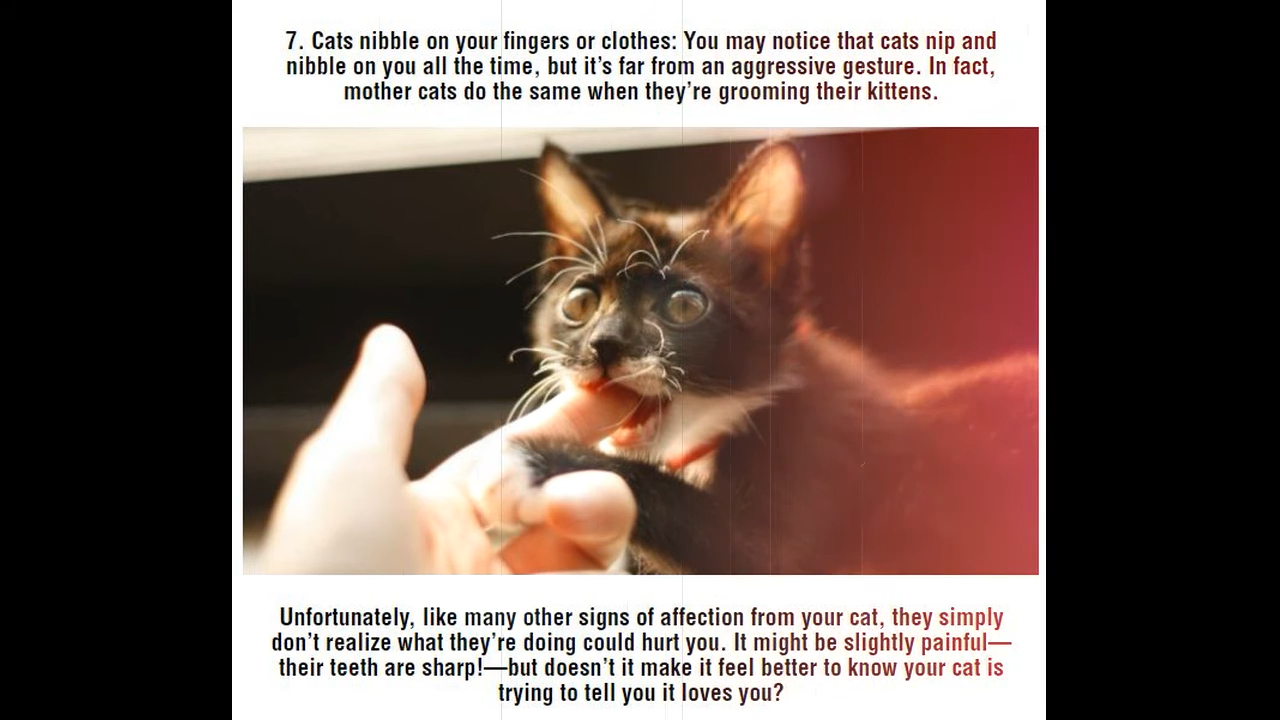 7. Cats nibble on your fingers or clothes: You may notice that cats nip and
nibble on you all the time, but it’s far from an aggressive gesture. In fact,
mother cats do the same when they’re grooming their kittens.
Unfortunately, like many other signs of affection from your cat, they simply
don’t realize what they’re doing could hurt you. It might be slightly painful—
their teeth are sharp!—but doesn’t it make it feel better to know your cat is
trying to tell you it loves you?